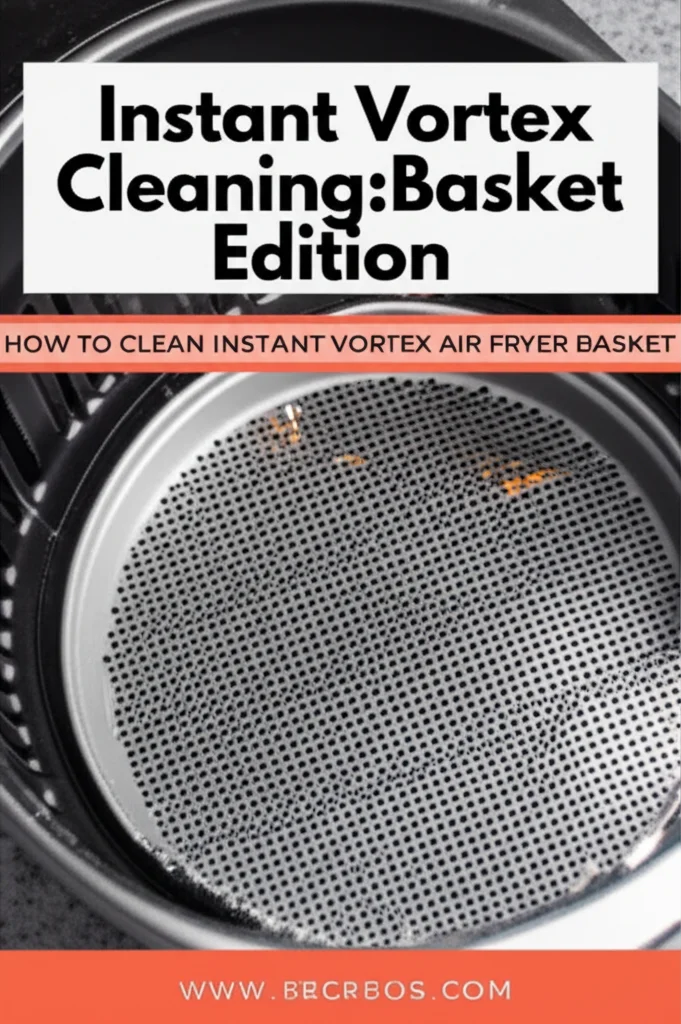 Instant Vortex
Cleaning:Basket
Edition
HOW TO CLEAN INSTANT VORTEX AIR FRYER BASKET